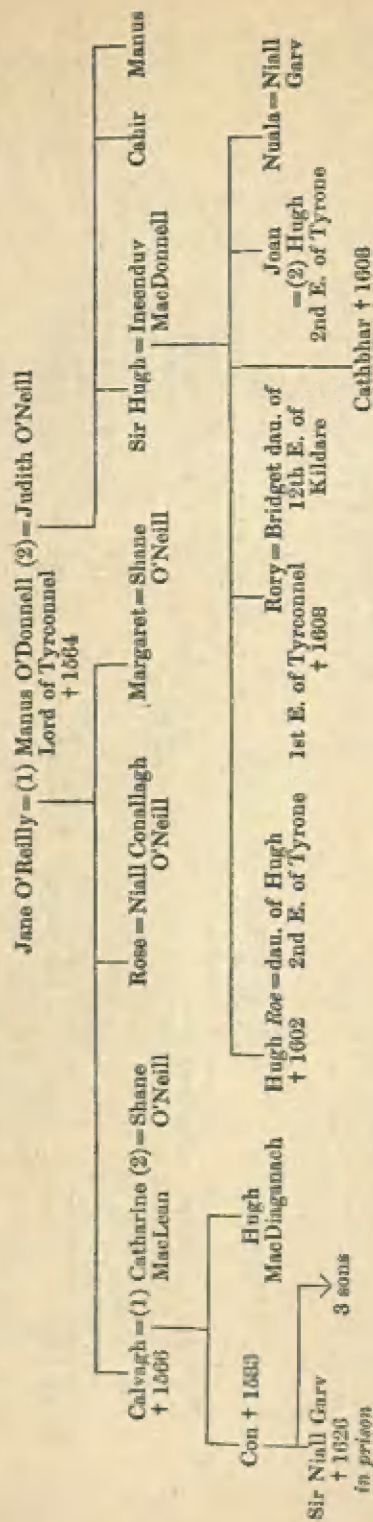 Jane O'Reilly=(1) Manus O'Donnell (2)=Judith O'Neill
Lord of Tyrconnel
† 1564
Calvagh=(1) Catharine (2)=Shane
† 1566 MacLean O'Neill
Rose=Niall Conallagh
O'Neill
Margaret=Shane
O'Neill
Sir Hugh=Ineenduv
MacDonnell
Cahir
Manus
Con † 1583
Hugh
MacDiaganach
Hugh Roe=dau. of Hugh
† 1602 2nd E. of Tyrone
Rory=Bridget dau. of
1st E. of Tyrconnel 12th E. of
† 1608 Kildare
Cathbhar † 1608
Joan
=(2) Hugh
2nd E. of Tyrone
Nuala=Niall
Garv
Sir Niall Garv
† 1626
in prison
3 sons